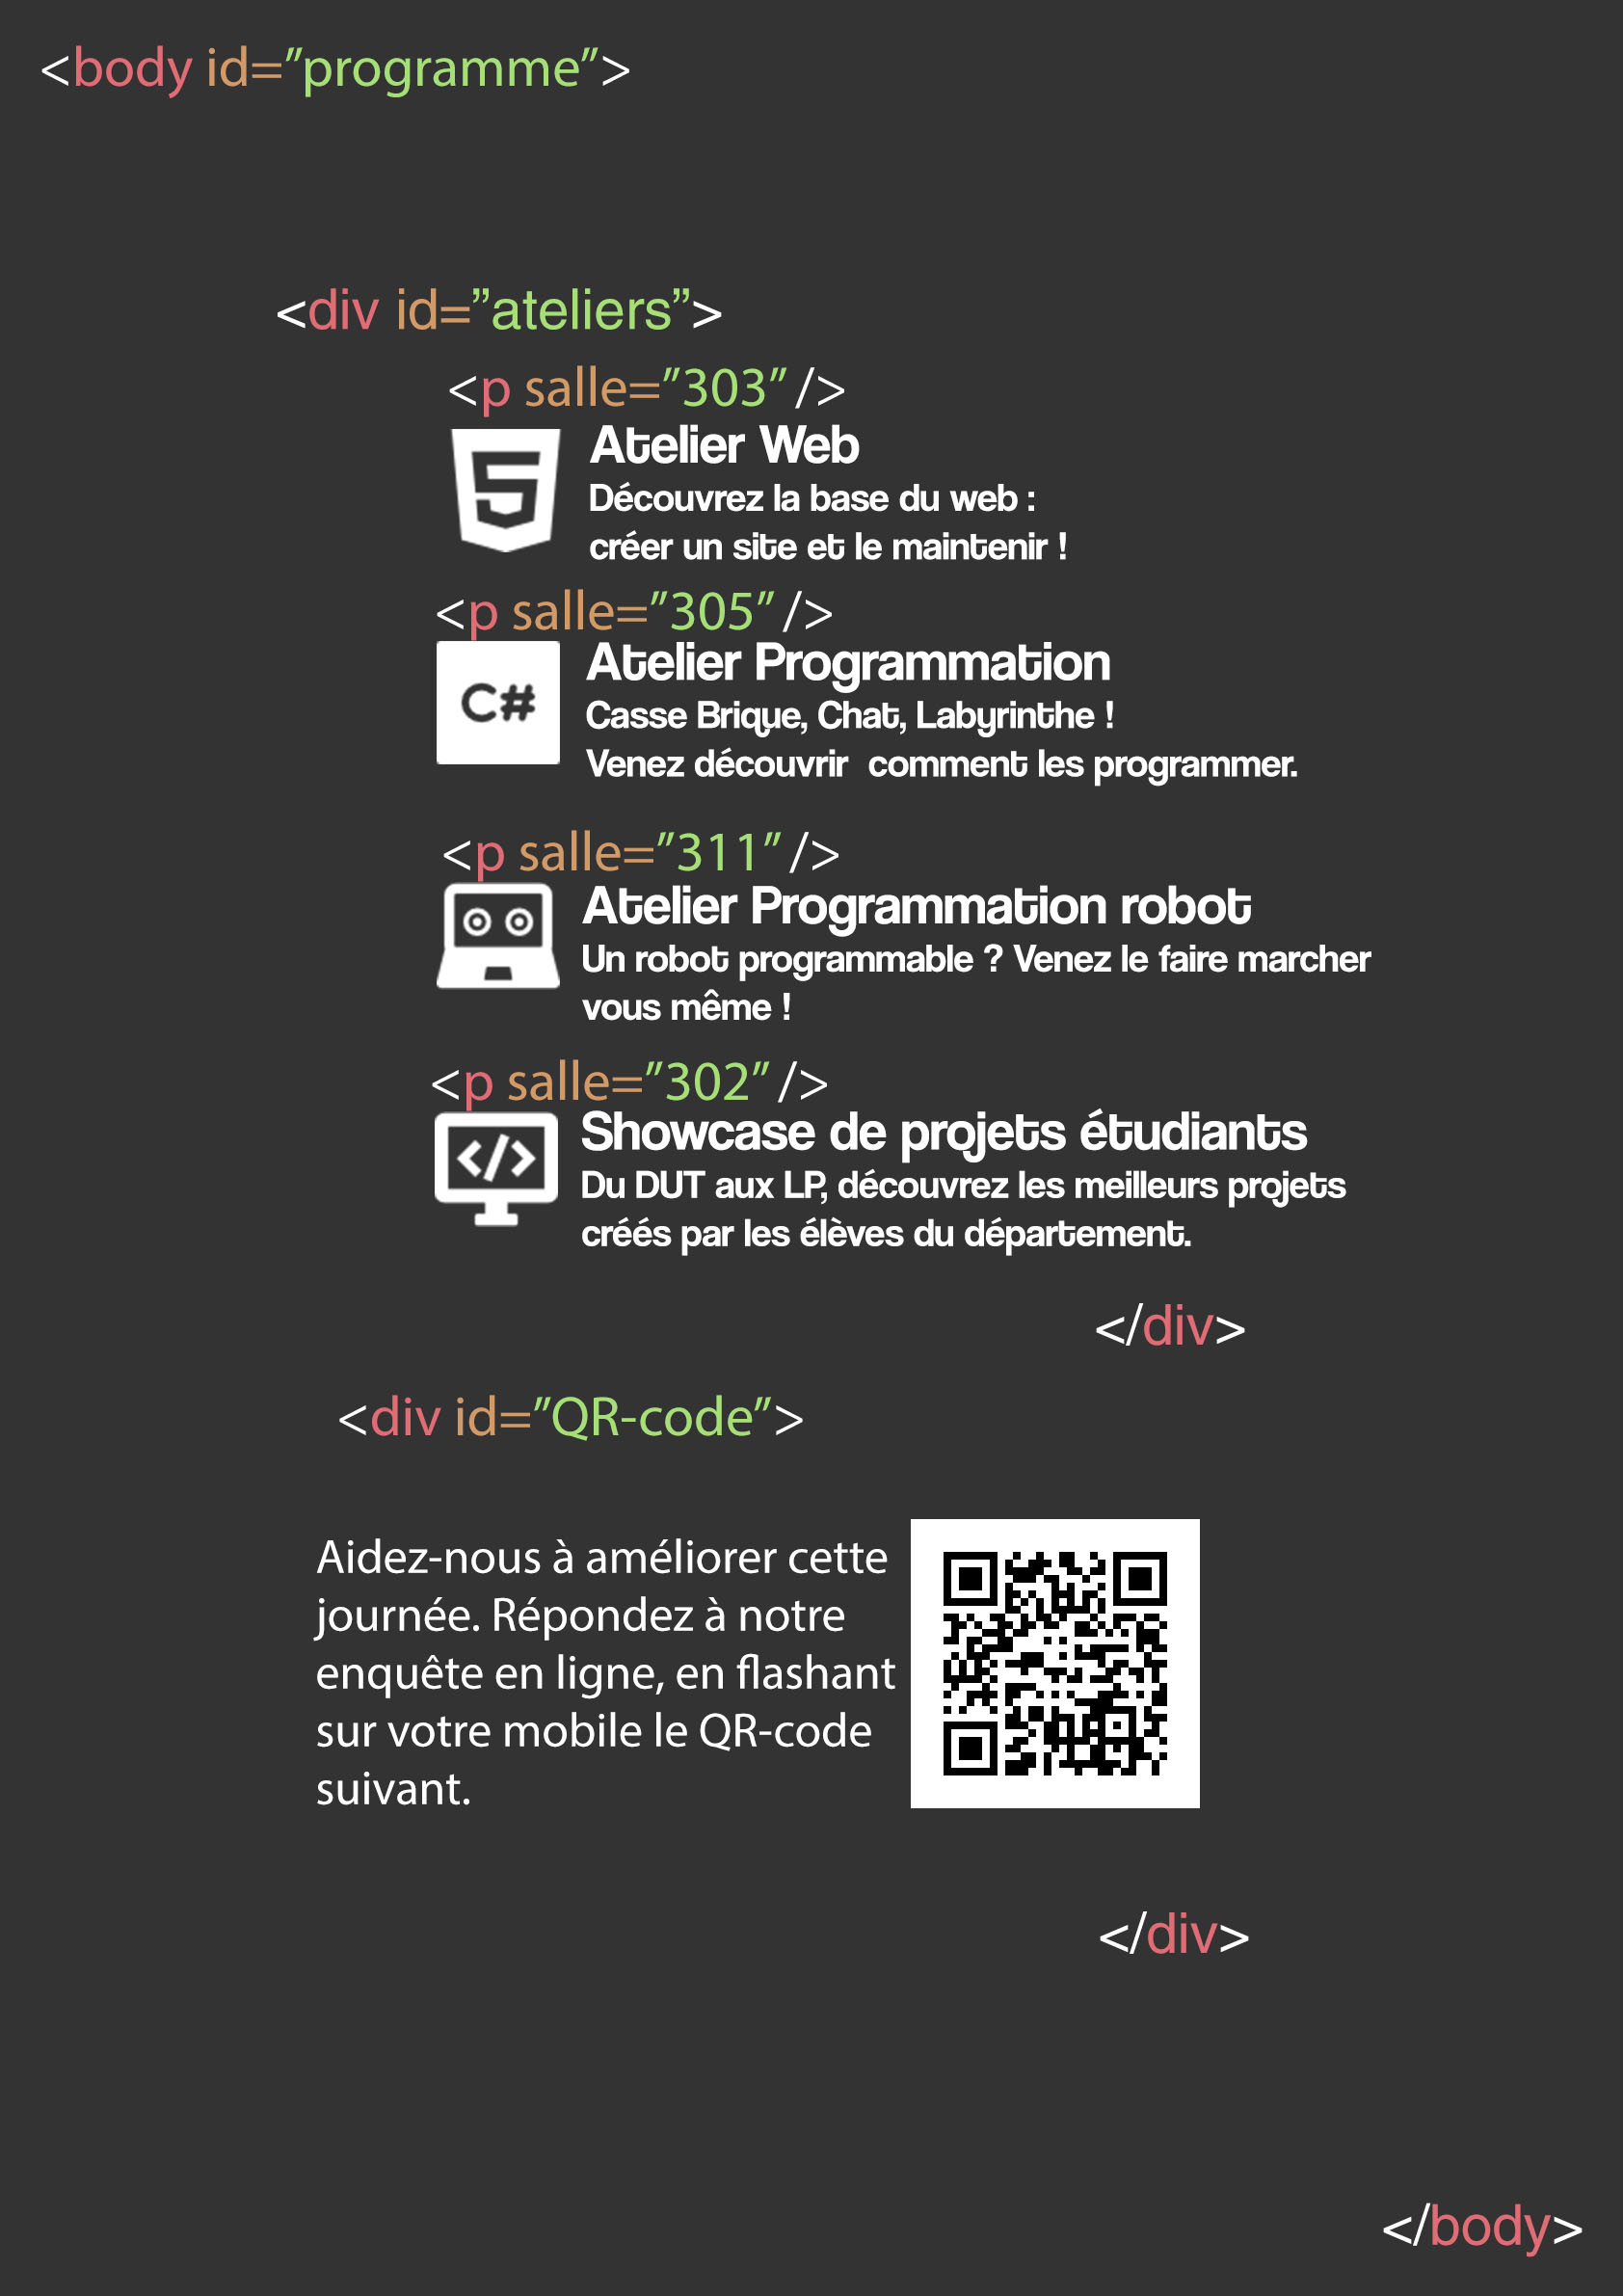 <body id=”programme”>
<div id=”ateliers”>
<p salle=”303” />
Atelier Web
Découvrez la base du web :
créer un site et le maintenir !
<p salle=”305” />
C#
Atelier Programmation
Casse Brique, Chat, Labyrinthe !
Venez découvrir  comment les programmer.
<p salle=”311” />
Atelier Programmation robot
Un robot programmable ? Venez le faire marcher
vous même !
<p salle=”302” />
</>
Showcase de projets étudiants
Du DUT aux LP, découvrez les meilleurs projets
créés par les élèves du département.
</div>
<div id=”QR-code”>
Aidez-nous à améliorer cette
journée. Répondez à notre
enquête en ligne, en flashant
sur votre mobile le QR-code
suivant.
</div>
</body>